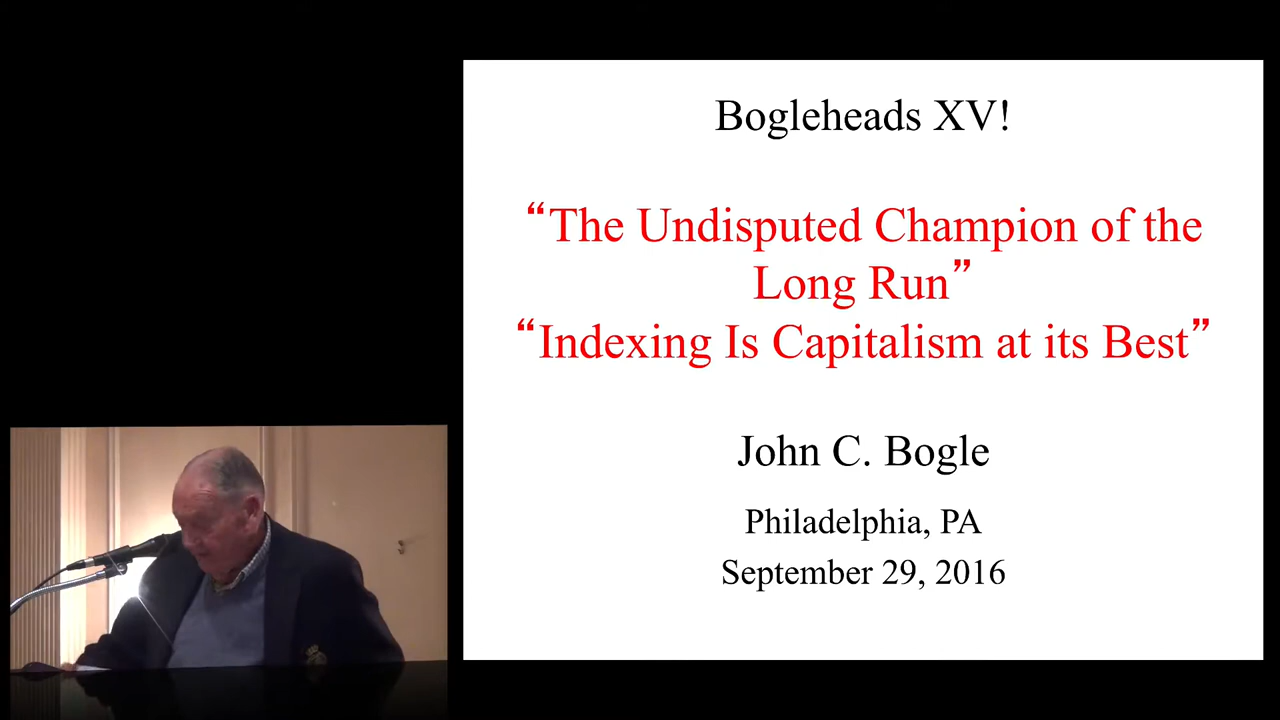 Bogleheads XV!
“The Undisputed Champion of the
Long Run”
“Indexing Is Capitalism at its Best”
John C. Bogle
Philadelphia, PA
September 29, 2016